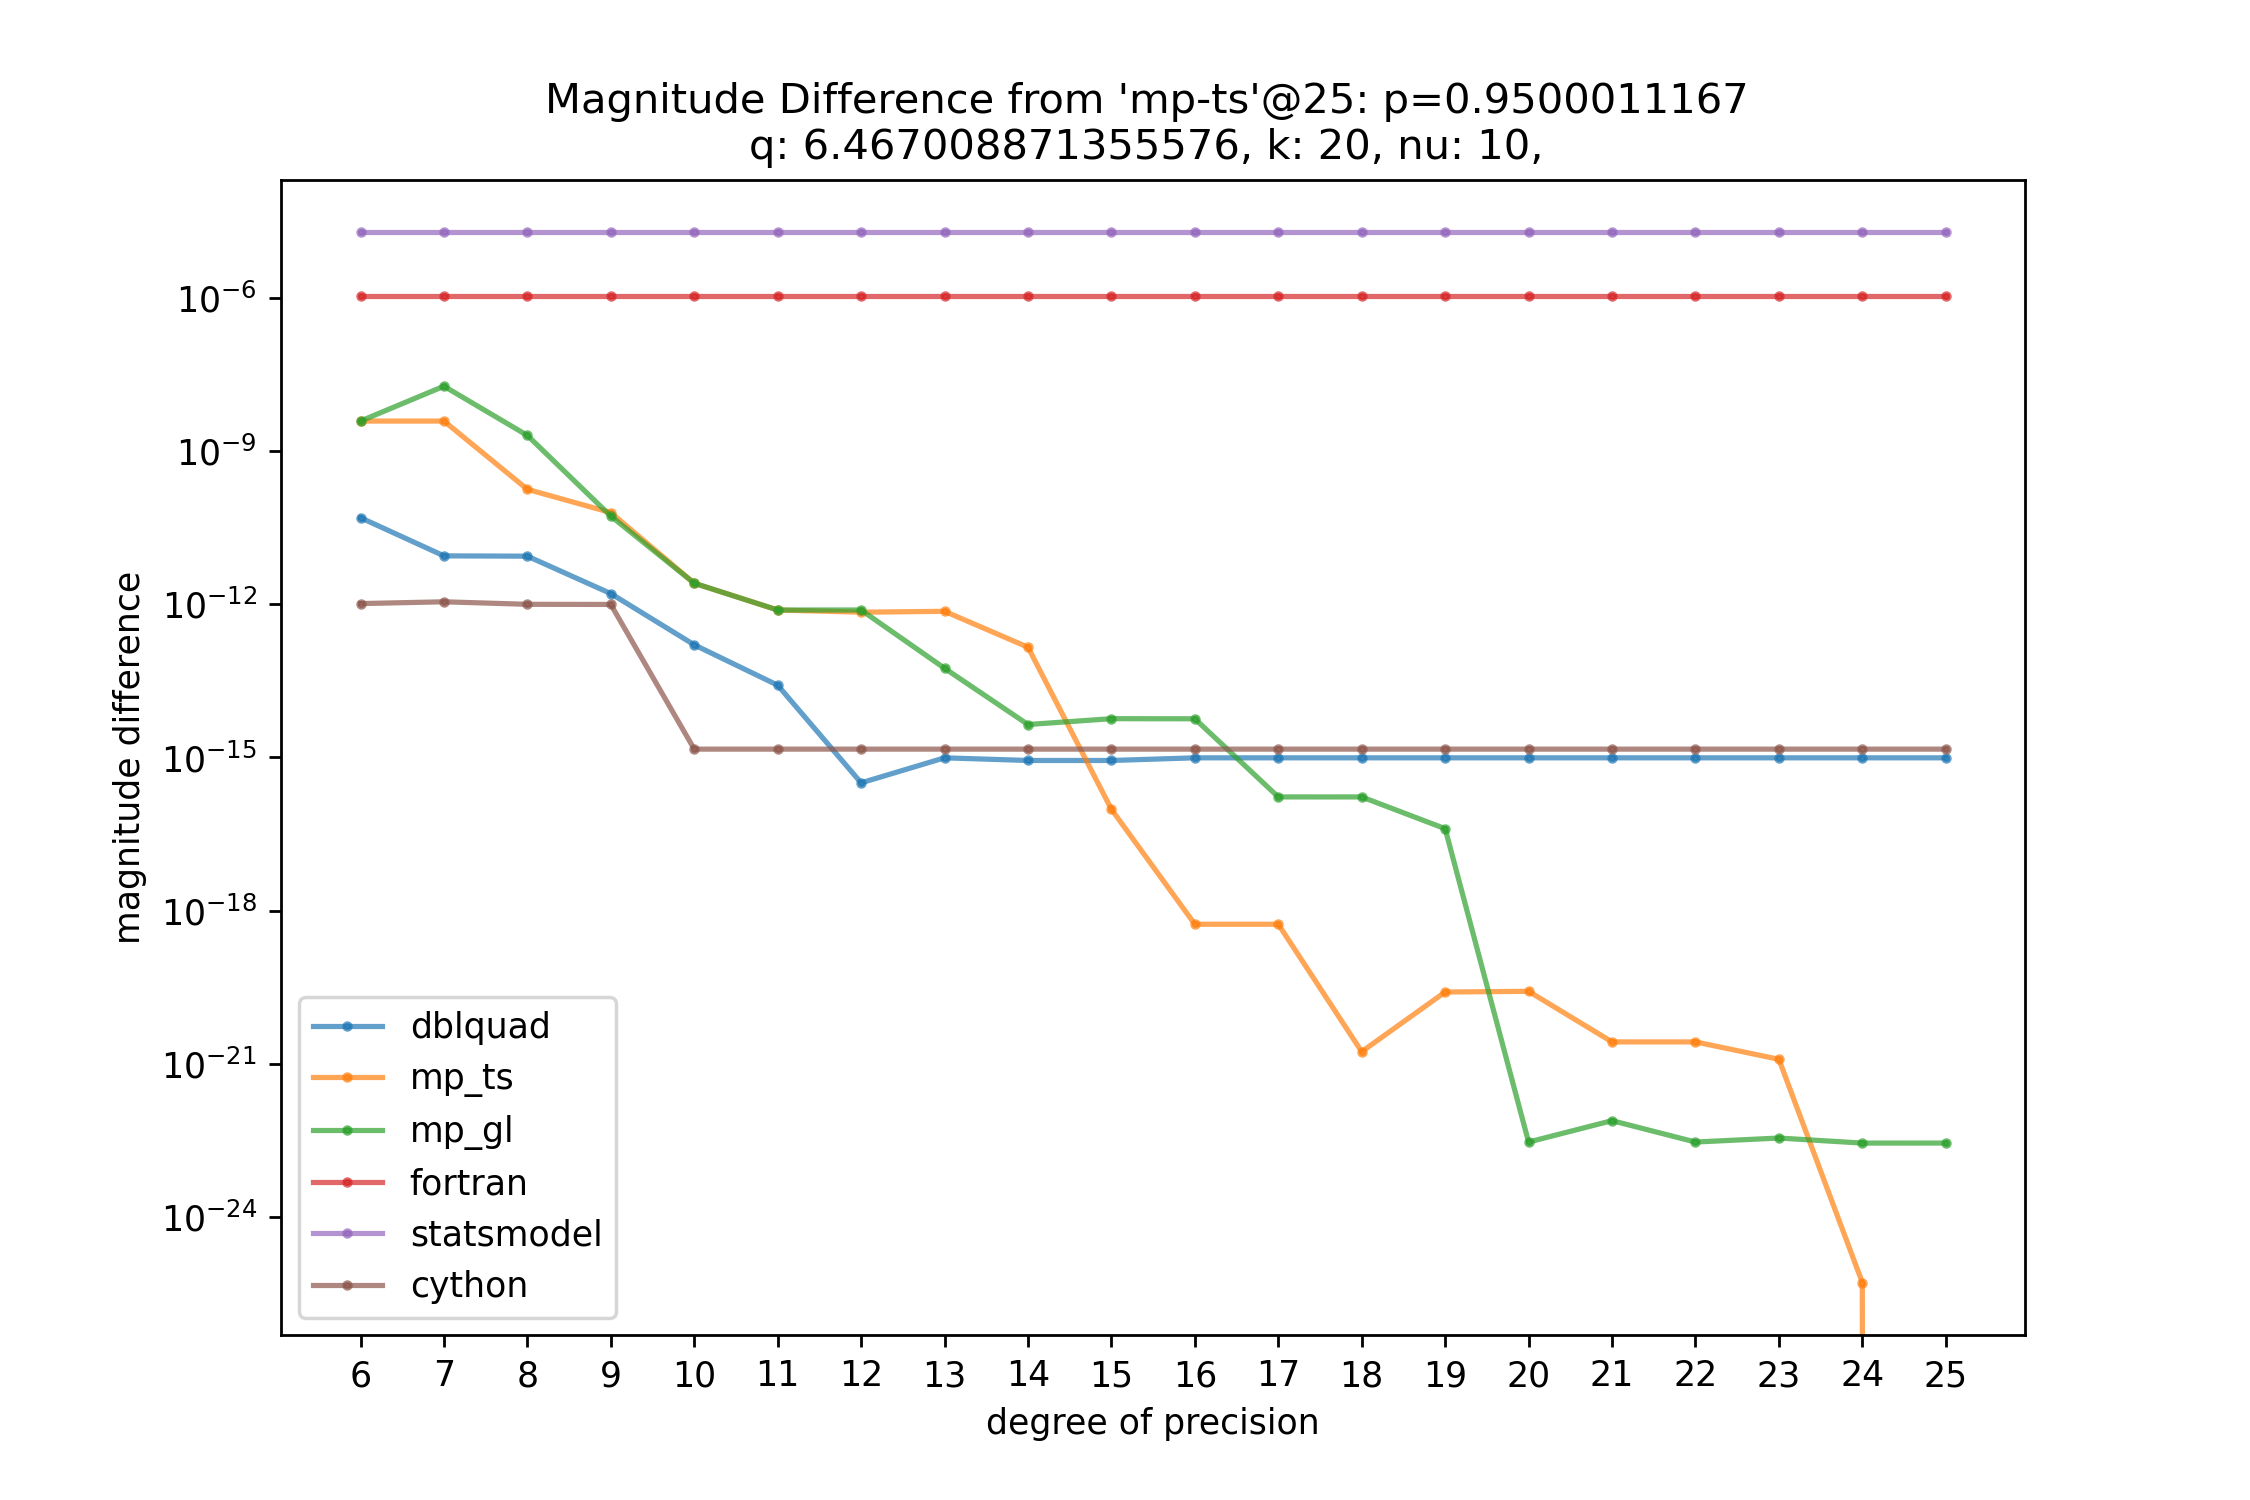 Magnitude Difference from 'mp-ts'@25: p=0.9500011167
q: 6.467008871355576, k: 20, nu: 10,
magnitude difference
10⁻⁶
10⁻⁹
10⁻¹²
10⁻¹⁵
10⁻¹⁸
10⁻²¹
10⁻²⁴
dblquad
mp_ts
mp_gl
fortran
statsmodel
cython
6 7 8 9 10 11 12 13 14 15 16 17 18 19 20 21 22 23 24 25
degree of precision